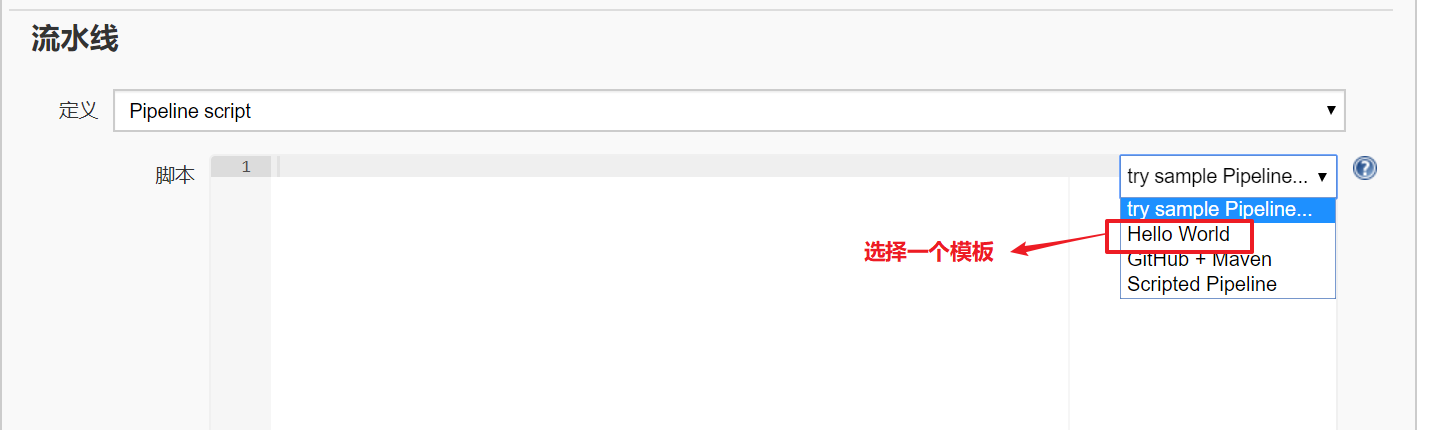 流水线
定义 Pipeline script
脚本 1 try sample Pipeline...
try sample Pipeline...
Hello World
选择一个模板
GitHub + Maven
Scripted Pipeline